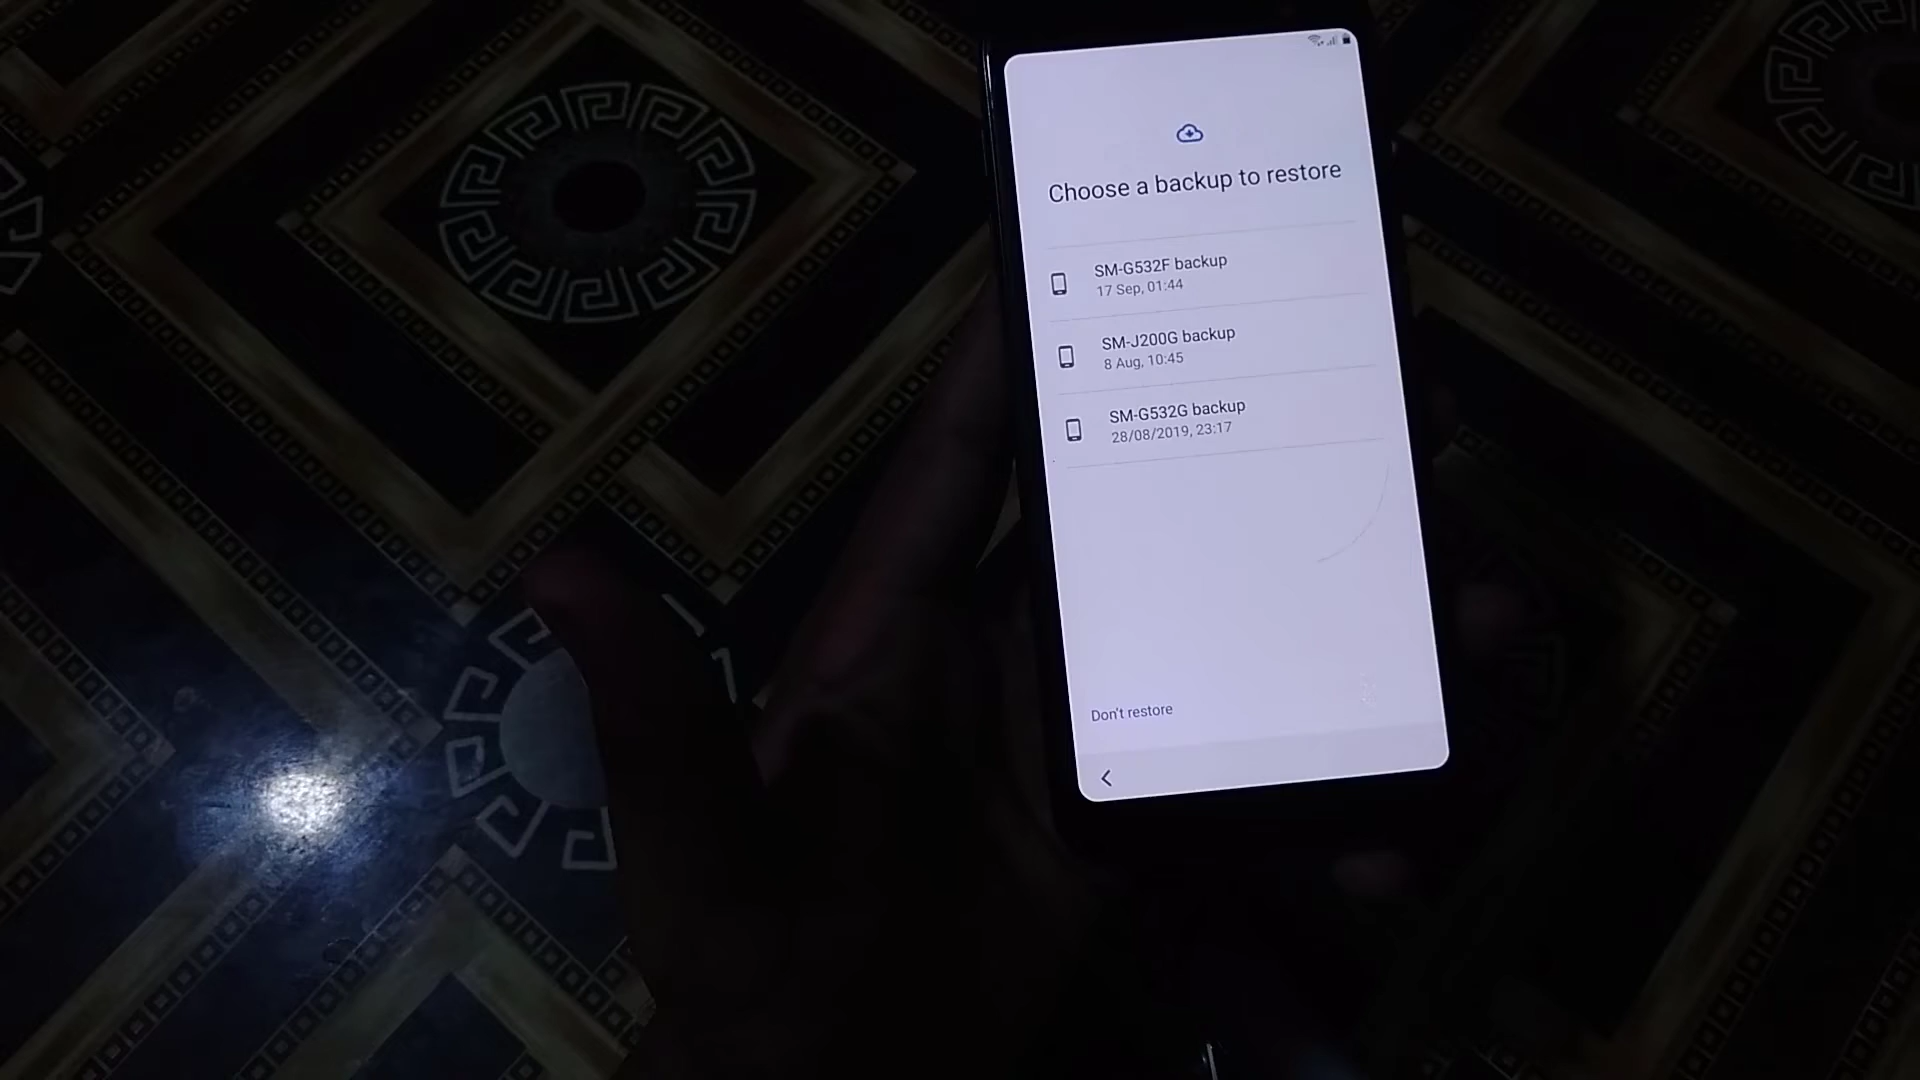 Choose a backup to restore
SM-G532F backup
17 Sep, 01:44
SM-J200G backup
8 Aug, 10:45
SM-G532G backup
28/08/2019, 23:17
Don't restore